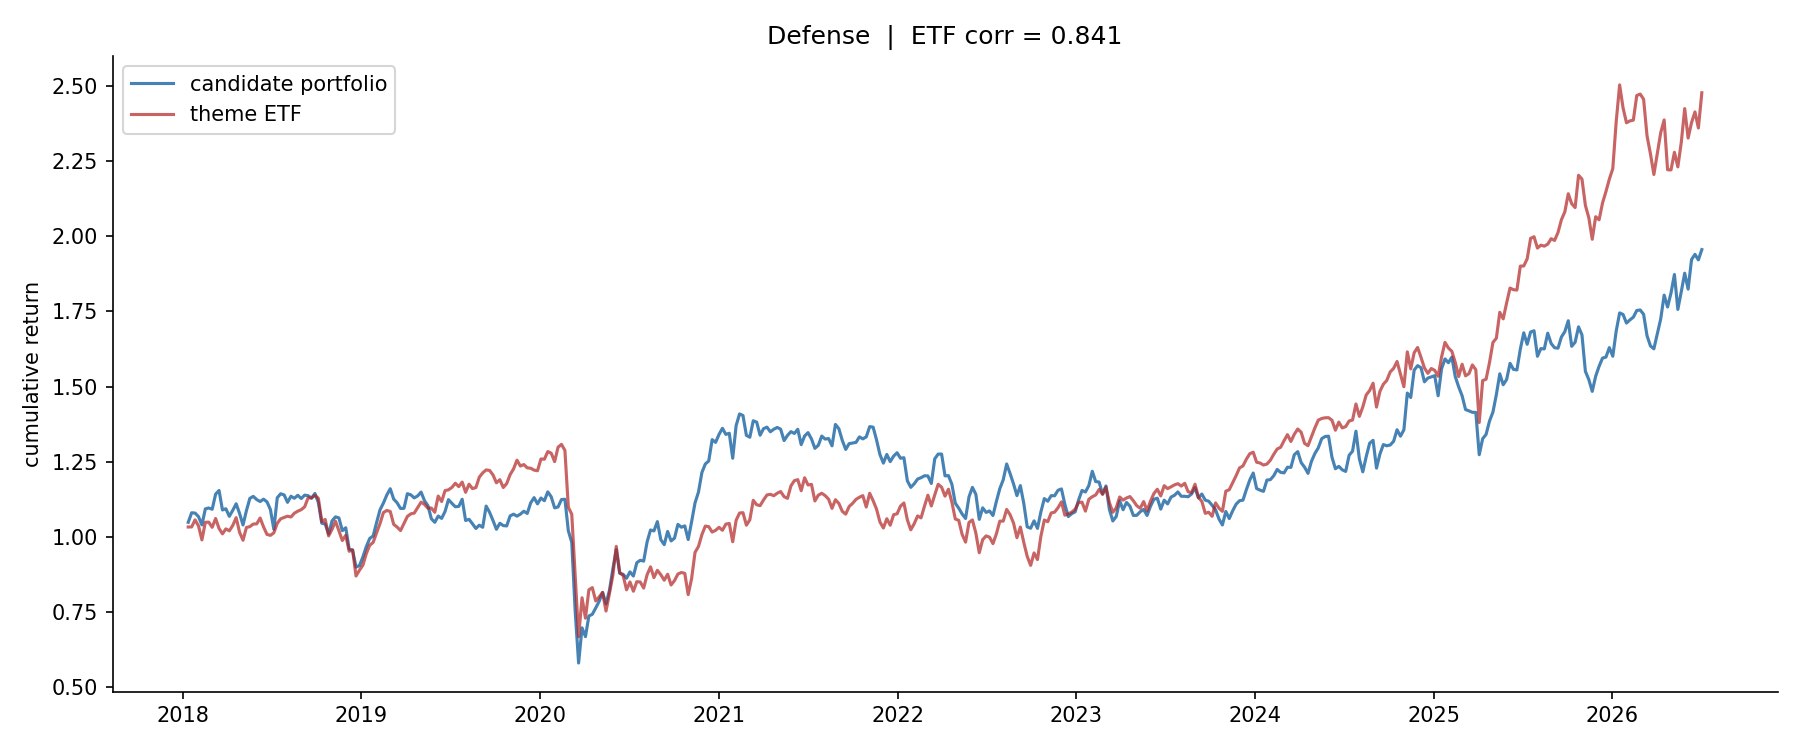 Defense | ETF corr = 0.841
candidate portfolio
theme ETF
cumulative return
2.50
2.25
2.00
1.75
1.50
1.25
1.00
0.75
0.50
2018 2019 2020 2021 2022 2023 2024 2025 2026